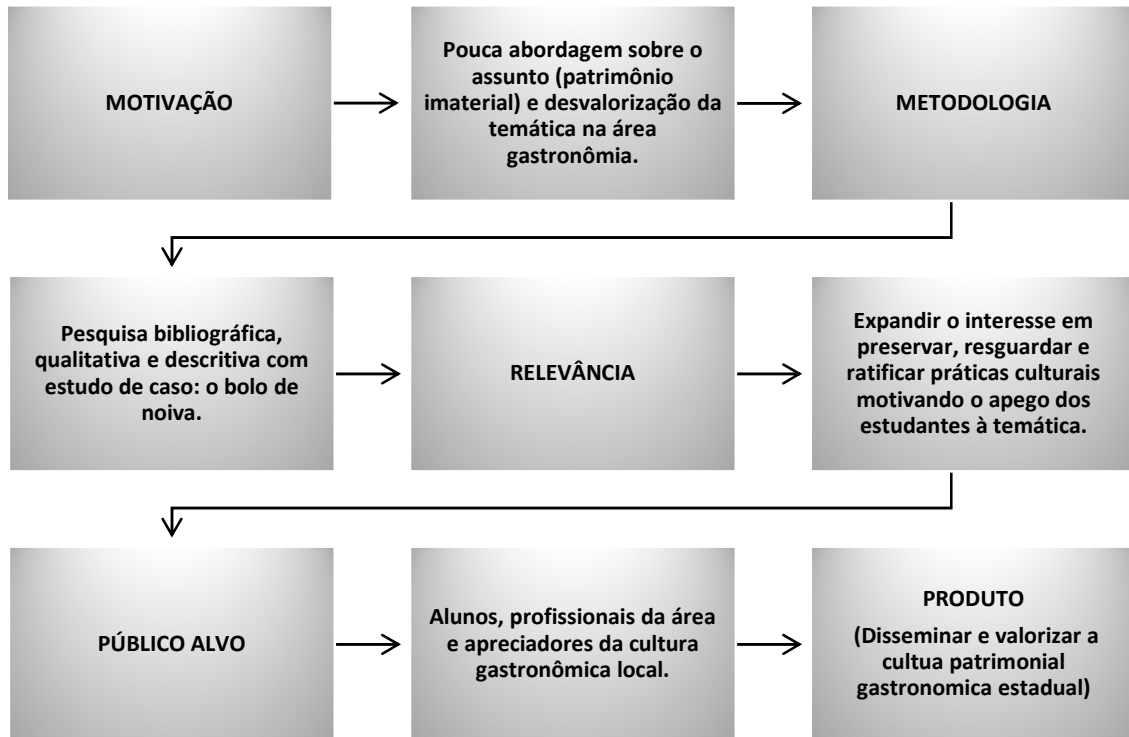 MOTIVAÇÃO
Pouca abordagem sobre o
assunto (patrimônio
imaterial) e desvalorização da
temática na área
gastronômia.
METODOLOGIA
Pesquisa bibliográfica,
qualitativa e descritiva com
estudo de caso: o bolo de
noiva.
RELEVÂNCIA
Expandir o interesse em
preservar, resguardar e
ratificar práticas culturais
motivando o apego dos
estudantes à temática.
PÚBLICO ALVO
Alunos, profissionais da área
e apreciadores da cultura
gastronômica local.
PRODUTO
(Disseminar e valorizar a
cultua patrimonial
gastronomica estadual)